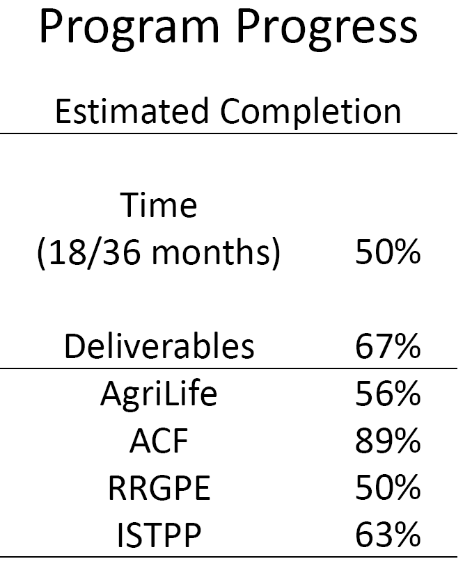 Program Progress
Estimated Completion
Time
(18/36 months) 50%
Deliverables 67%
AgriLife 56%
ACF 89%
RRGPE 50%
ISTPP 63%